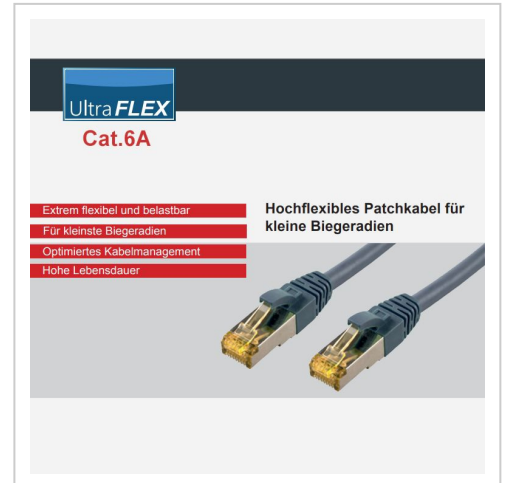 Ultra FLEX
Cat.6A
Extrem flexibel und belastbar
Für kleinste Biegeradien
Optimiertes Kabelmanagement
Hohe Lebensdauer
Hochflexibles Patchkabel für
kleine Biegeradien